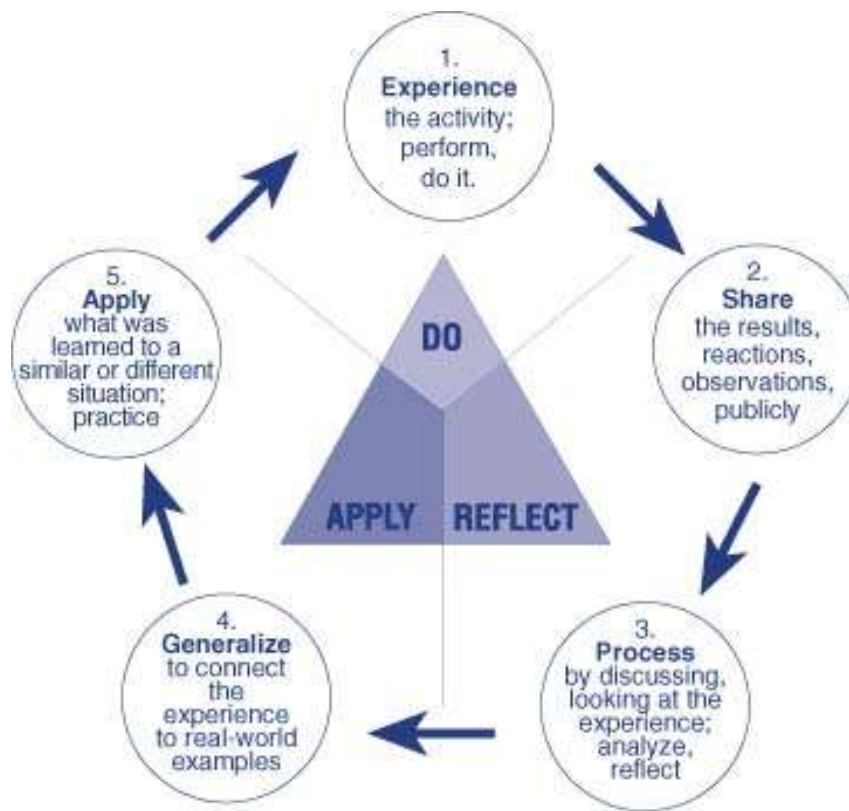 1.
Experience
the activity;
perform,
do it.
2.
Share
the results,
reactions,
observations,
publicly
3.
Process
by discussing,
looking at the
experience;
analyze,
reflect
4.
Generalize
to connect
the
experience
to real-world
examples
5.
Apply
what was
learned to a
similar or different
situation;
practice
DO
APPLY REFLECT